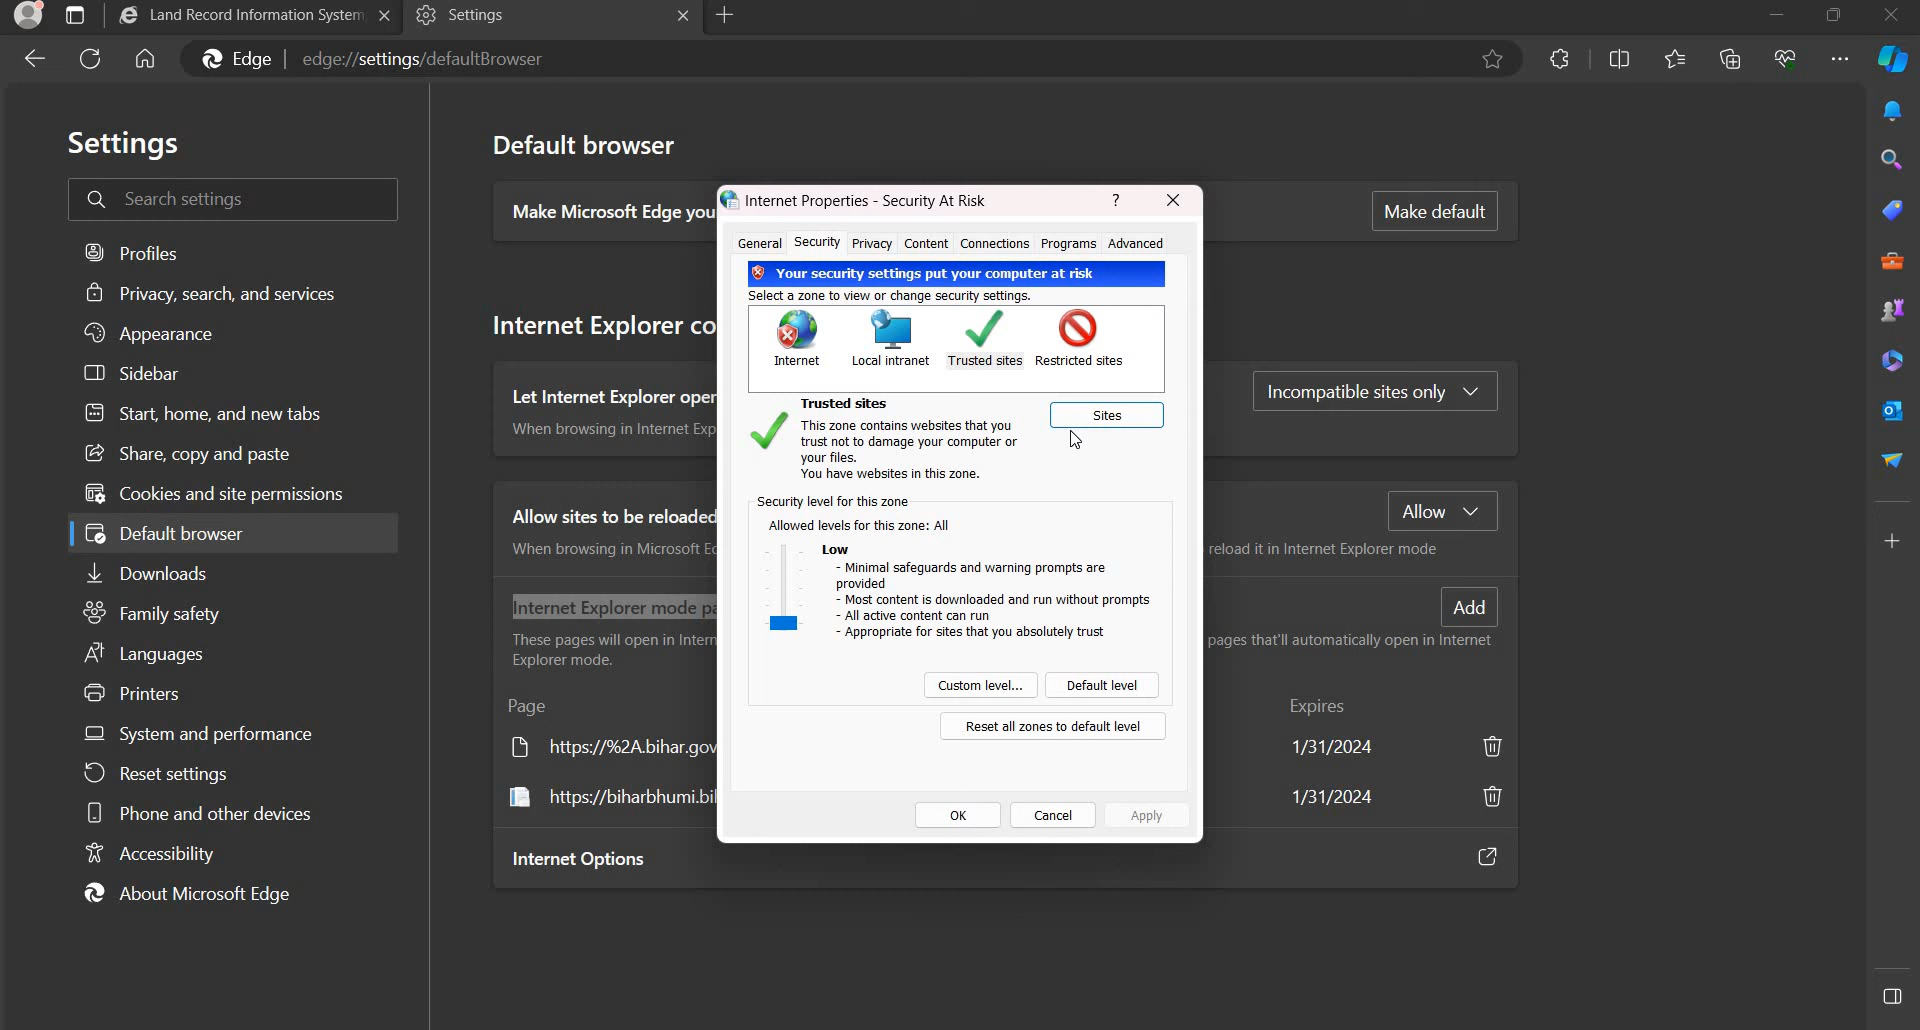 Land Record Information System
Settings
Edge
edge://settings/defaultBrowser
Settings
Search settings
Profiles
Privacy, search, and services
Appearance
Sidebar
Start, home, and new tabs
Share, copy and paste
Cookies and site permissions
Default browser
Downloads
Family safety
Languages
Printers
System and performance
Reset settings
Phone and other devices
Accessibility
About Microsoft Edge
Default browser
Make Microsoft Edge you
Make default
Internet Explorer co
Let Internet Explorer oper
When browsing in Internet Exp
Incompatible sites only
Allow sites to be reloaded
When browsing in Microsoft Ec
reload it in Internet Explorer mode
Allow
Internet Explorer mode pa
Add
These pages will open in Intern
pages that'll automatically open in Internet
Explorer mode.
Page
Expires
https://%2A.bihar.gov
1/31/2024
https://biharbhumi.bil
1/31/2024
Internet Options
Internet Properties - Security At Risk
?
General Security Privacy Content Connections Programs Advanced
Your security settings put your computer at risk
Select a zone to view or change security settings.
Internet Local intranet Trusted sites Restricted sites
Trusted sites
Sites
This zone contains websites that you
trust not to damage your computer or
your files.
You have websites in this zone.
Security level for this zone
Allowed levels for this zone: All
Low
- Minimal safeguards and warning prompts are
provided
- Most content is downloaded and run without prompts
- All active content can run
- Appropriate for sites that you absolutely trust
Custom level... Default level
Reset all zones to default level
OK Cancel Apply